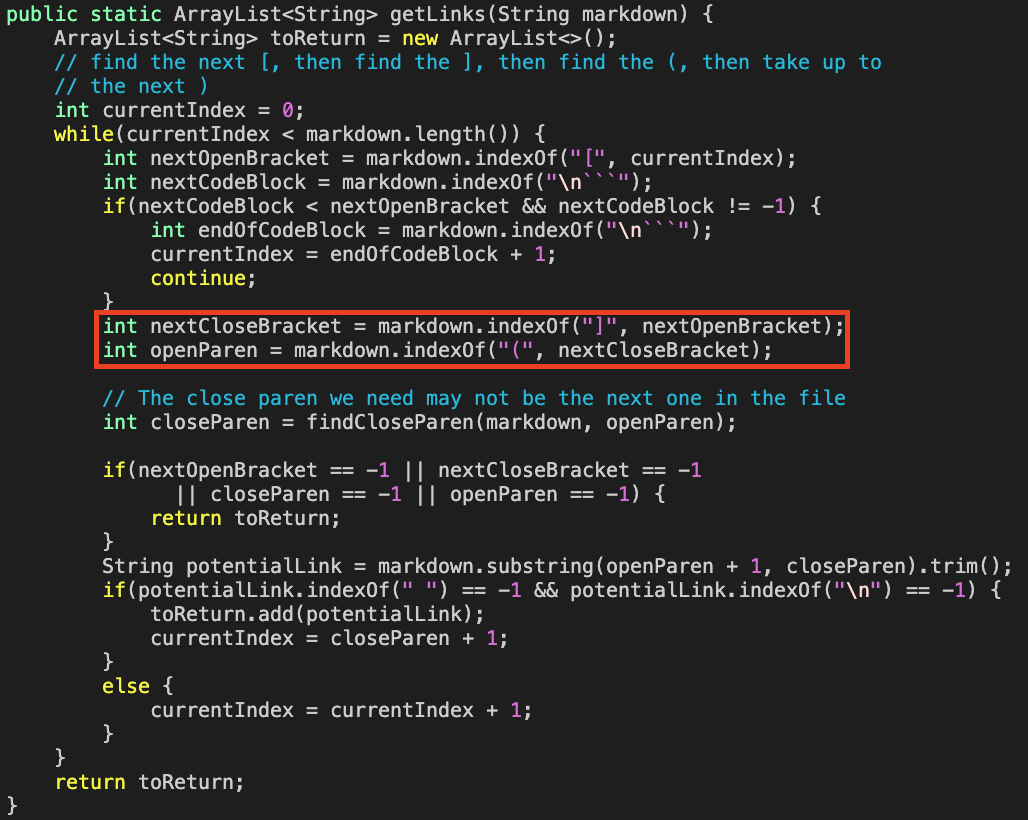 public static ArrayList<String> getLinks(String markdown) {
    ArrayList<String> toReturn = new ArrayList<>();
    // find the next [, then find the ], then find the (, then take up to
    // the next )
    int currentIndex = 0;
    while(currentIndex < markdown.length()) {
        int nextOpenBracket = markdown.indexOf("[", currentIndex);
        int nextCodeBlock = markdown.indexOf("\n```");
        if(nextCodeBlock < nextOpenBracket && nextCodeBlock != -1) {
            int endOfCodeBlock = markdown.indexOf("\n```");
            currentIndex = endOfCodeBlock + 1;
            continue;
        }
        int nextCloseBracket = markdown.indexOf("]", nextOpenBracket);
        int openParen = markdown.indexOf("(", nextCloseBracket);

        // The close paren we need may not be the next one in the file
        int closeParen = findCloseParen(markdown, openParen);

        if(nextOpenBracket == -1 || nextCloseBracket == -1
              || closeParen == -1 || openParen == -1) {
            return toReturn;
        }
        String potentialLink = markdown.substring(openParen + 1, closeParen).trim();
        if(potentialLink.indexOf(" ") == -1 && potentialLink.indexOf("\n") == -1) {
            toReturn.add(potentialLink);
            currentIndex = closeParen + 1;
        }
        else {
            currentIndex = currentIndex + 1;
        }
    }
    return toReturn;
}